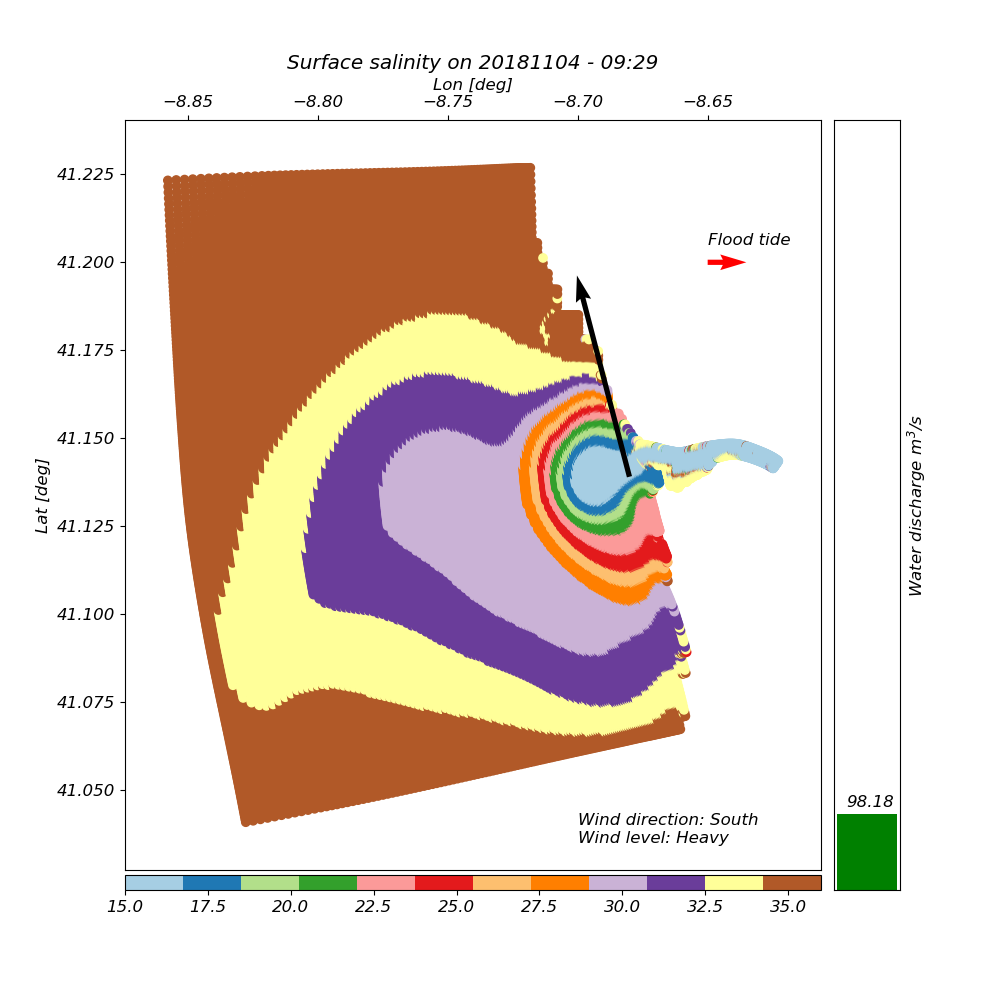 Surface salinity on 20181104 - 09:29
Lon [deg]
−8.85 −8.80 −8.75 −8.70 −8.65
41.225
41.200
41.175
41.150
41.125
41.100
41.075
41.050
Lat [deg]
Flood tide
Wind direction: South
Wind level: Heavy
98.18
Water discharge m³/s
15.0 17.5 20.0 22.5 25.0 27.5 30.0 32.5 35.0